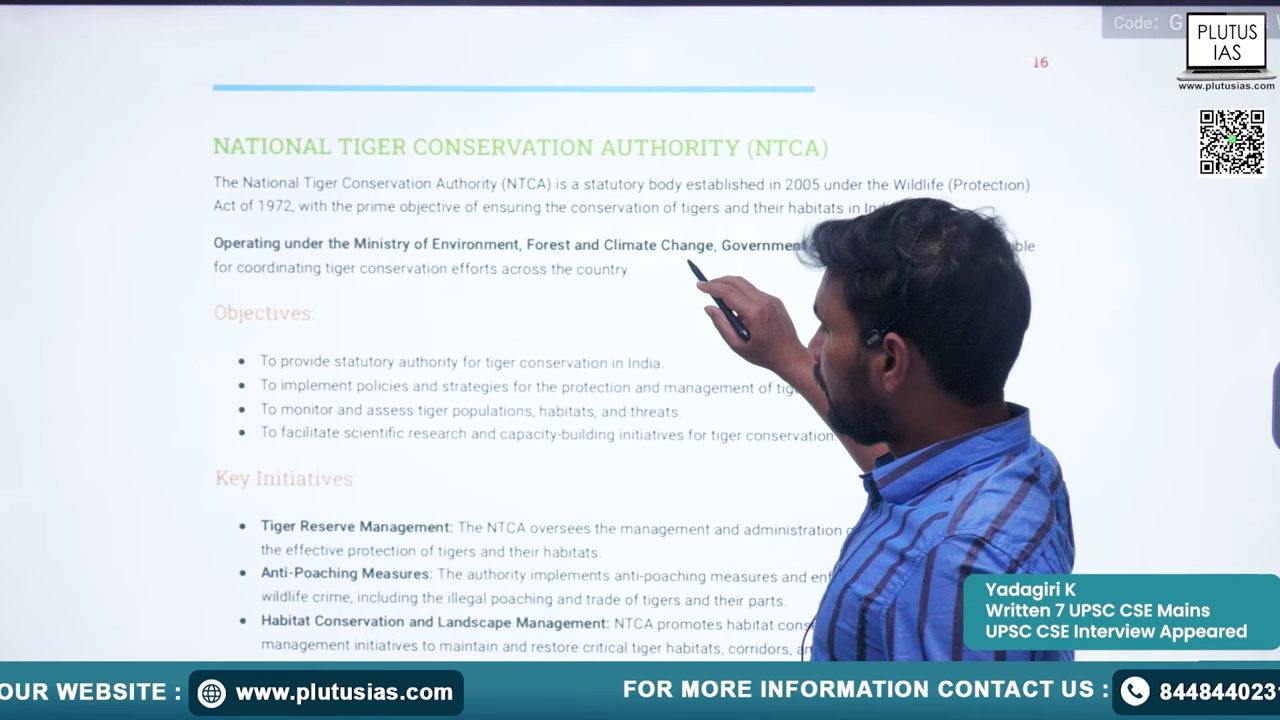 Code: G
PLUTUS
IAS
www.plutusias.com
16
NATIONAL TIGER CONSERVATION AUTHORITY (NTCA)
The National Tiger Conservation Authority (NTCA) is a statutory body established in 2005 under the Wildlife (Protection)
Act of 1972, with the prime objective of ensuring the conservation of tigers and their habitats in
Operating under the Ministry of Environment, Forest and Climate Change, Government
for coordinating tiger conservation efforts across the country.
Objectives:
To provide statutory authority for tiger conservation in India.
To implement policies and strategies for the protection and management of
To monitor and assess tiger populations, habitats, and threats.
To facilitate scientific research and capacity-building initiatives for tiger conservation.
Key Initiatives:
Tiger Reserve Management: The NTCA oversees the management and administration
the effective protection of tigers and their habitats.
Anti-Poaching Measures: The authority implements anti-poaching measures and
wildlife crime, including the illegal poaching and trade of tigers and their parts.
Habitat Conservation and Landscape Management: NTCA promotes habitat
management initiatives to maintain and restore critical tiger habitats, corridors,
Yadagiri K
Written 7 UPSC CSE Mains
UPSC CSE Interview Appeared
OUR WEBSITE : www.plutusias.com
FOR MORE INFORMATION CONTACT US : 844844023